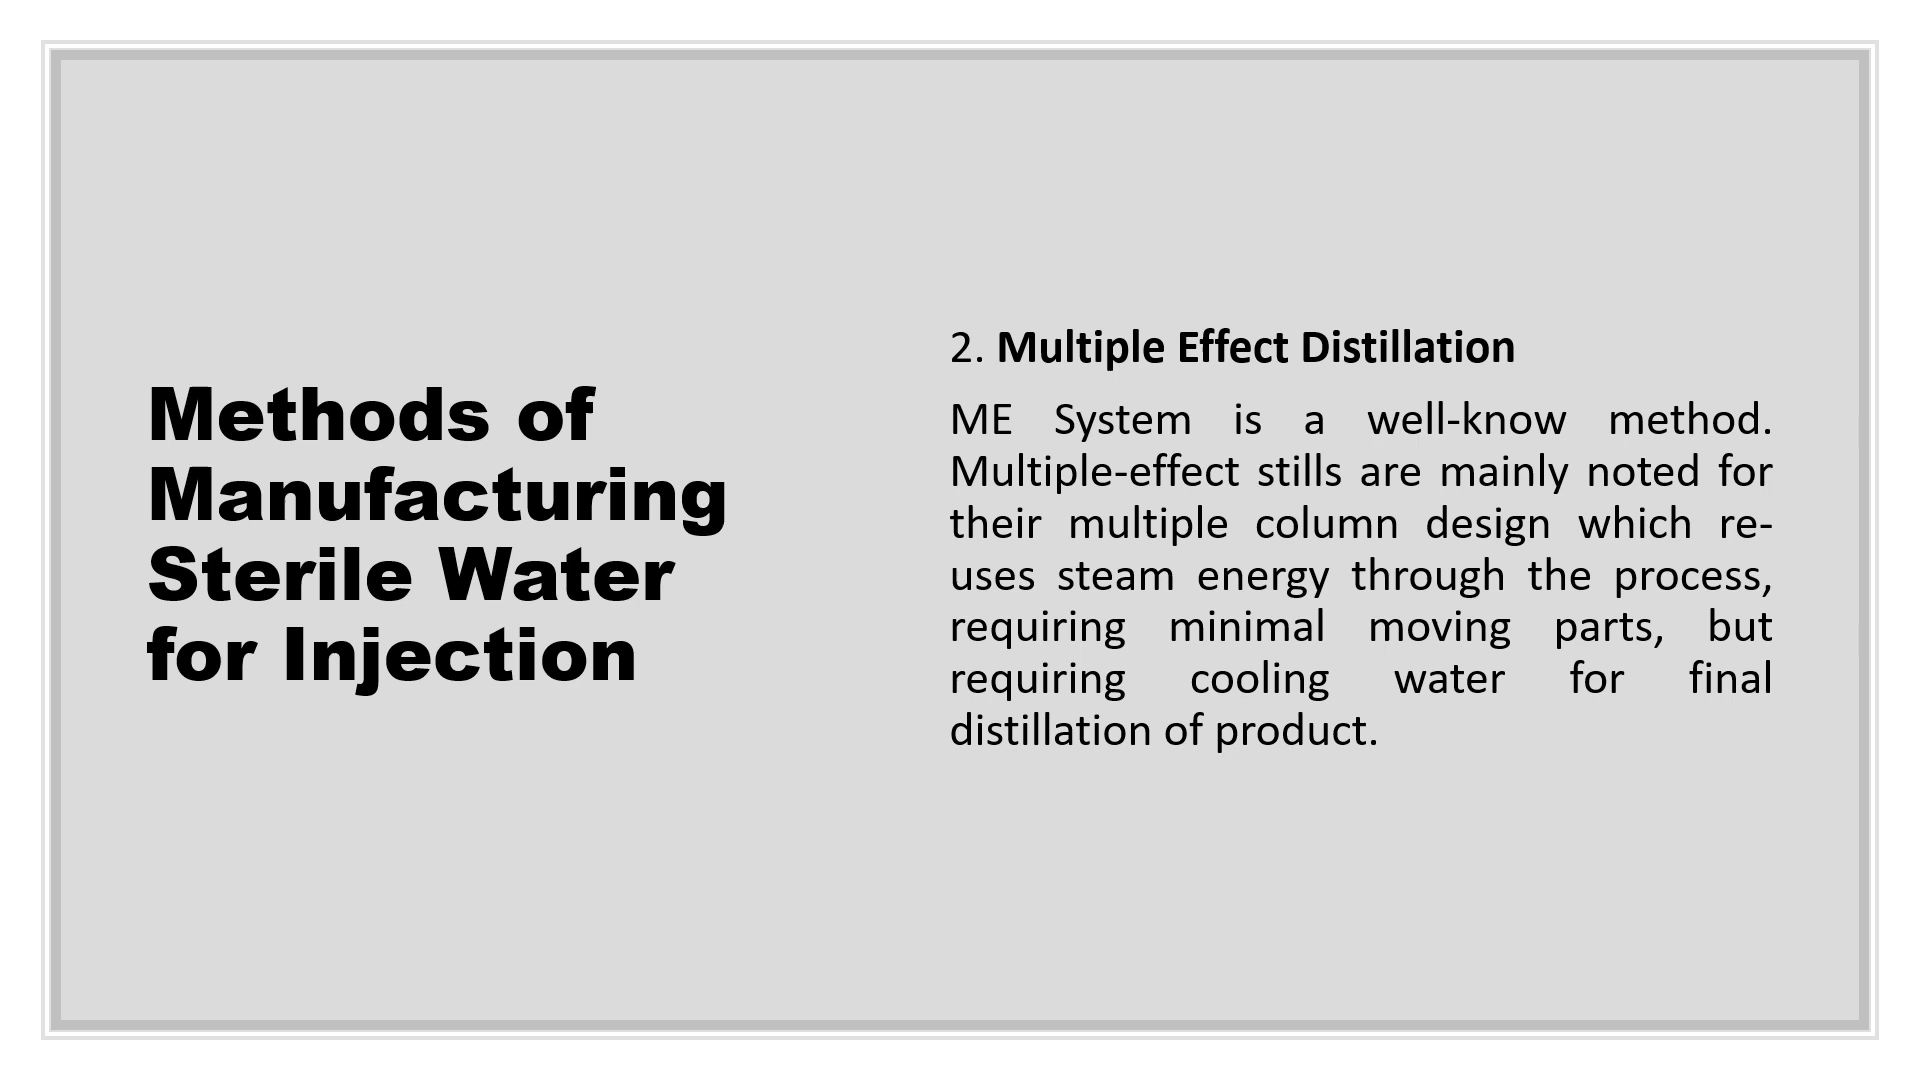 Methods of
Manufacturing
Sterile Water
for Injection
2. Multiple Effect Distillation
ME System is a well-know method.
Multiple-effect stills are mainly noted for
their multiple column design which re-
uses steam energy through the process,
requiring minimal moving parts, but
requiring cooling water for final
distillation of product.